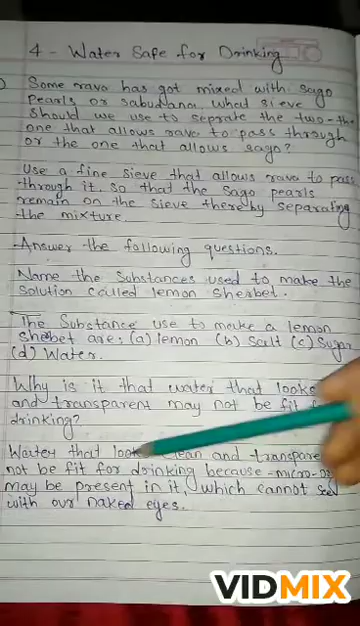 4 - Water Safe for Drinking
Some rava has got mixed with sago
pearls or sabudana. What sieve
should we use to seprate the two-the
one that allows rava to pass through
or the one that allows sago?
Use a fine sieve that allows rava to pass
through it. so that the sago pearls
remain on the sieve thereby separating
the mixture.
Answer the following questions.
Name the Substances used to make the
solution called lemon sherbet.
The Substance use to make a lemon
sherbet are: (a) lemon (b) Salt (c) Sugar
(d) Water.
Why is it that water that looks
and transparent may not be fit
drinking?
Water that clean and
not be fit for drinking because -micro-
may be present in it, which cannot see
with our naked eyes.
VIDMIX